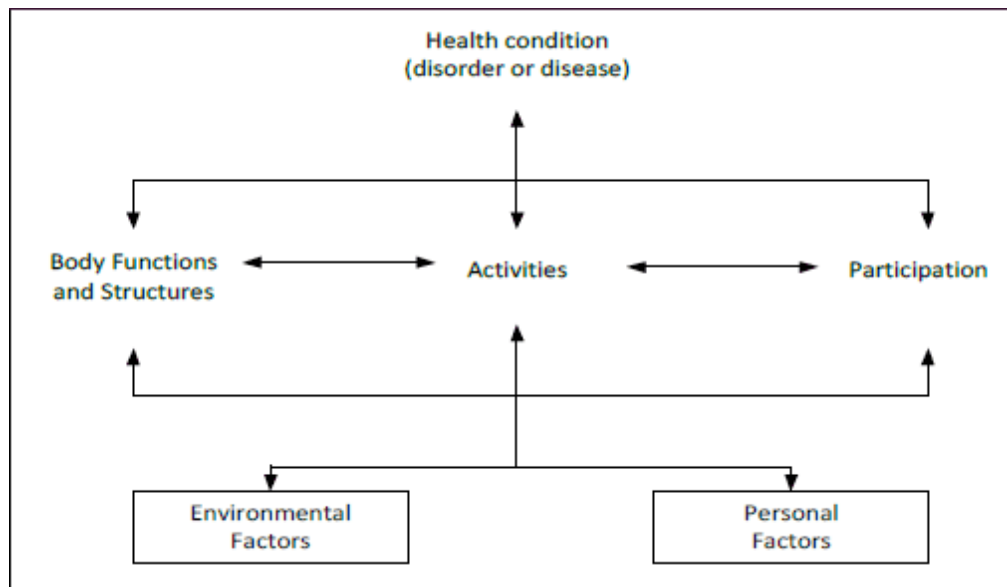 Health condition
(disorder or disease)
Body Functions
and Structures
Activities
Participation
Environmental
Factors
Personal
Factors